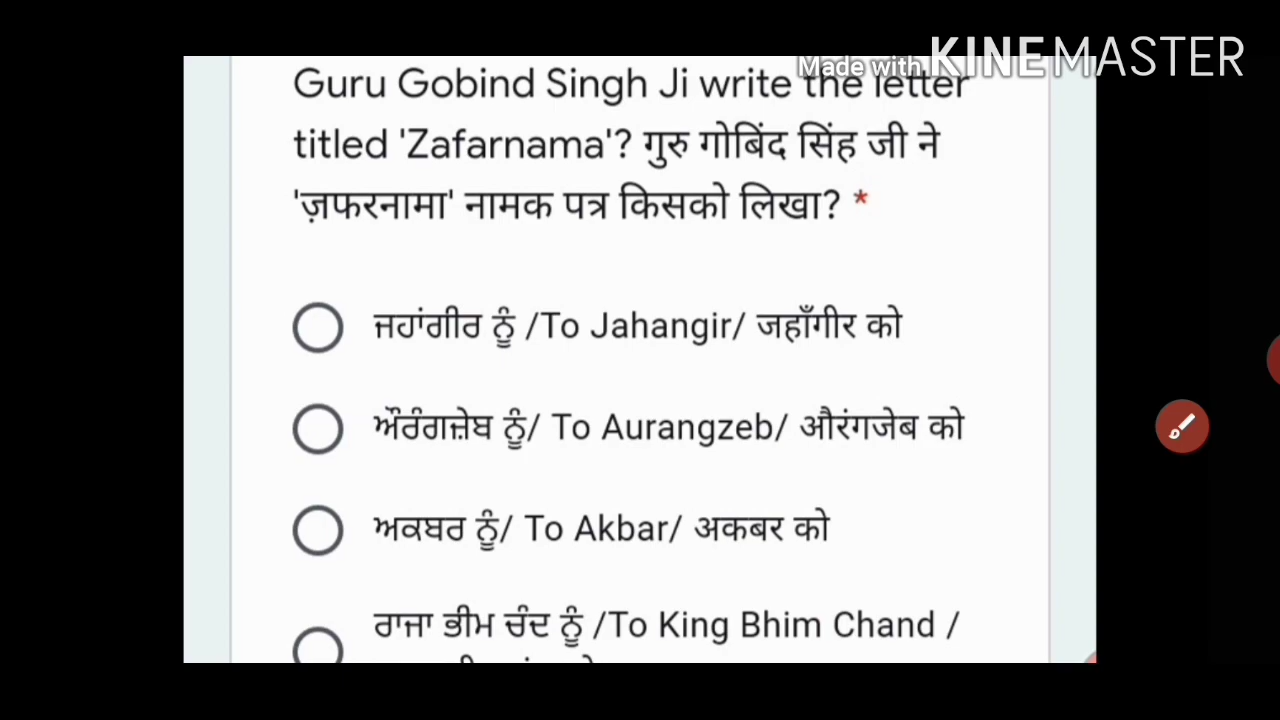 Made with KINEMASTER
Guru Gobind Singh Ji write the letter
titled 'Zafarnama'? गुरु गोबिंद सिंह जी ने
'ज़फरनामा' नामक पत्र किसको लिखा? *
ਜਹਾਂਗੀਰ ਨੂੰ /To Jahangir/ जहाँगीर को
ਔਰੰਗਜ਼ੇਬ ਨੂੰ/ To Aurangzeb/ औरंगजेब को
ਅਕਬਰ ਨੂੰ/ To Akbar/ अकबर को
ਰਾਜਾ ਭੀਮ ਚੰਦ ਨੂੰ /To King Bhim Chand /